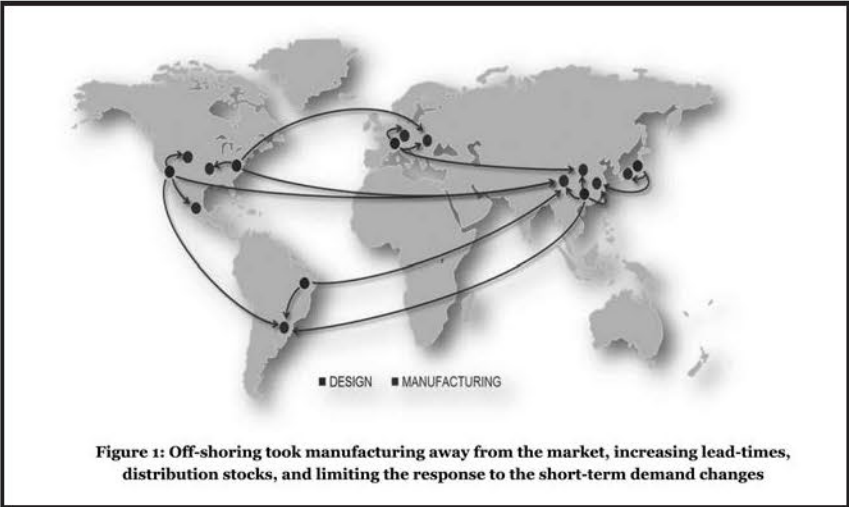 ■ DESIGN ■ MANUFACTURING
Figure 1: Off-shoring took manufacturing away from the market, increasing lead-times,
distribution stocks, and limiting the response to the short-term demand changes